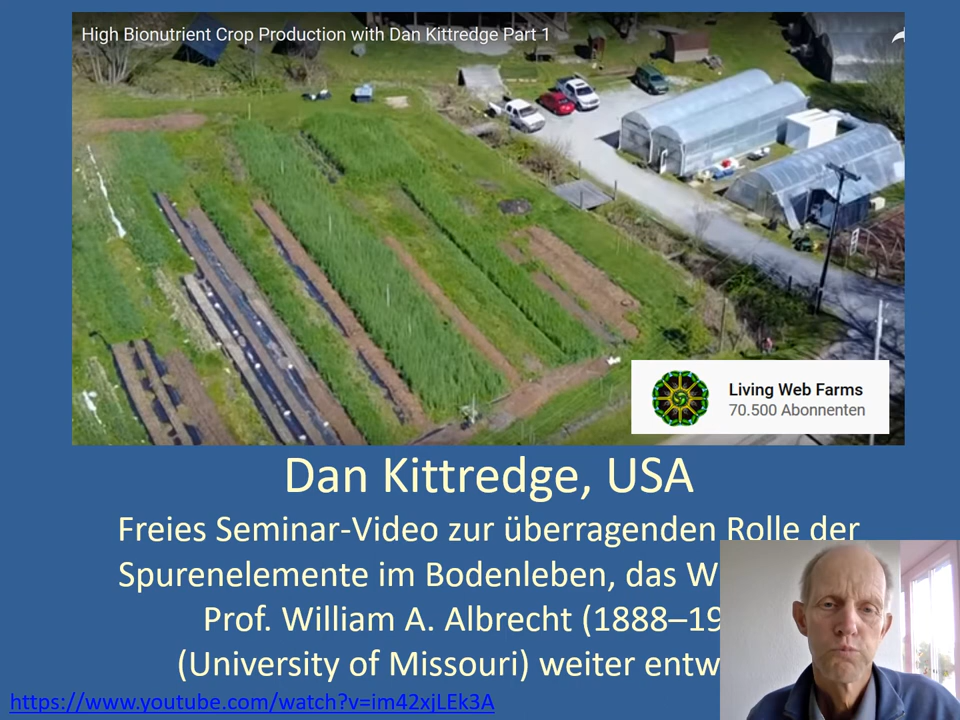 High Bionutrient Crop Production with Dan Kittredge Part 1
Living Web Farms
70.500 Abonnenten
Dan Kittredge, USA
Freies Seminar-Video zur überragenden Rolle der
Spurenelemente im Bodenleben, das W
Prof. William A. Albrecht (1888–19
(University of Missouri) weiter entw
https://www.youtube.com/watch?v=im42xjLEk3A